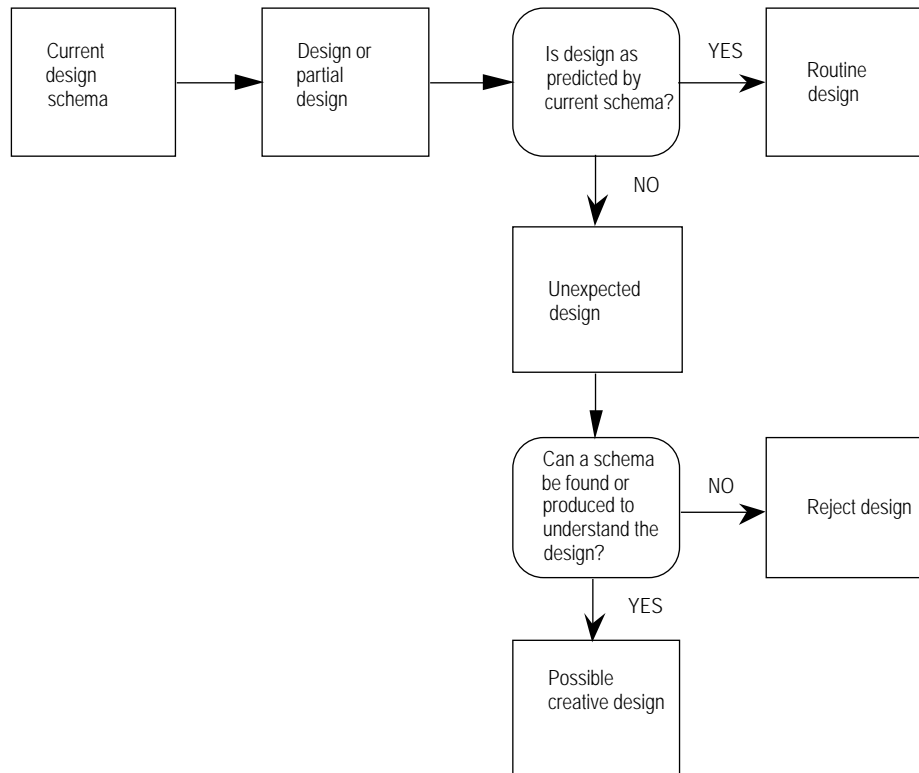 Current
design
schema
Design or
partial
design
Is design as
predicted by
current schema?
YES
Routine
design
NO
Unexpected
design
Can a schema
be found or
produced to
understand the
design?
NO
Reject design
YES
Possible
creative design